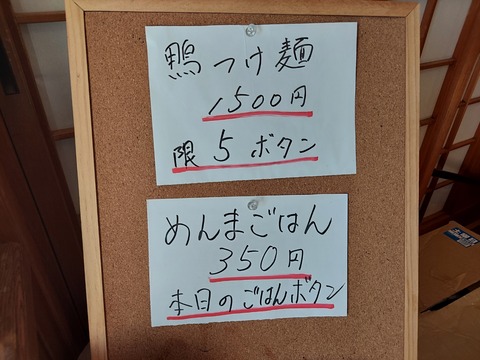 鴨つけ麺
1500円
限5ボタン
めんまごはん
350円
本日のごはんボタン